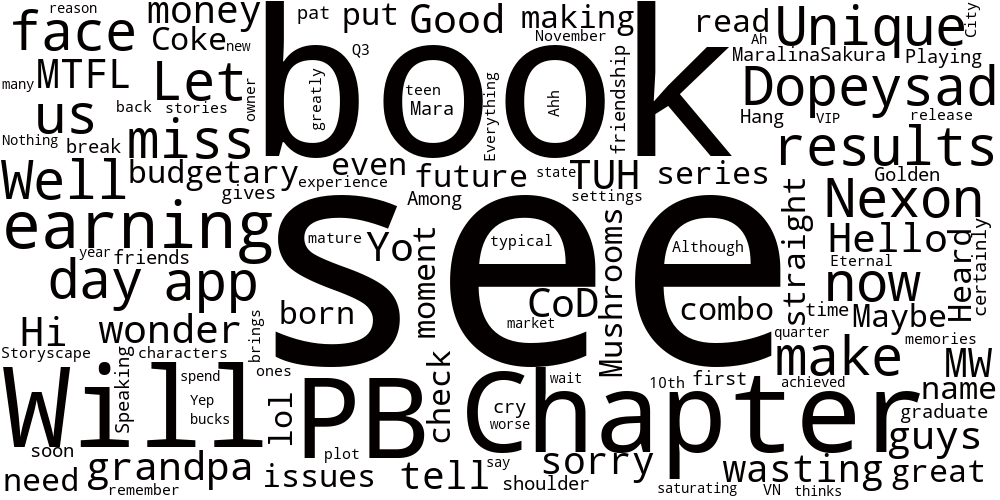 reason
face
money
Coke
new
pat
put
Good
making
November
read
Unique
City
Ah
MaralinaSakura
Playing
many
MTFL
Let
book
Q3
greatly
teen
Mara
Everything
Ahh
friendship
Dopeysad
us
back
stories
owner
Hang
VIP
release
Nothing
break
miss
results
Well
budgetary
gives
experience
even
future
Among
state
TUH
settings
series
Golden
Nexon
earning
see
mature
Yot
moment
typical
Mushrooms
Although
straight
Hello
Heard
certainly
year
friends
Eternal
day
app
now
born
CoD
market
combo
time
Maybe
Hi
wonder
brings
quarter
memories
Storyscape
characters
ones
make
MW
Will
Speaking
spend
Yep
bucks
lol
PB
check
Chapter
cry
worse
wait
10th
first
achieved
name
graduate
guys
soon
need
grandpa
remember
plot
issues
tell
say
shoulder
sorry
saturating
wasting
VN
thinks
great